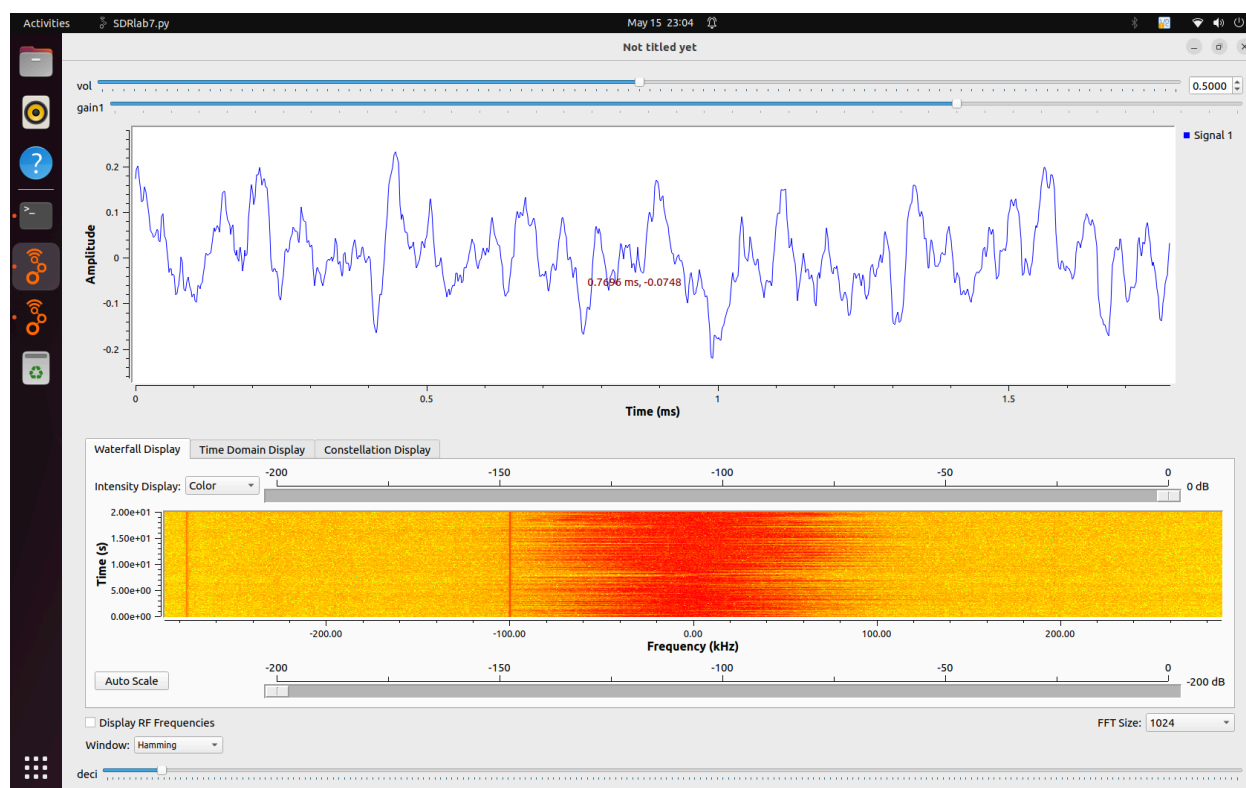 Activities SDRlab7.py May 15 23:04
Not titled yet
vol 0.5000
gain1
Signal 1
0.2
0.1
0
-0.1
-0.2
Amplitude
0.7696 ms, -0.0748
0 0.5 1 1.5
Time (ms)
Waterfall Display Time Domain Display Constellation Display
-200 -150 -100 -50 0
Intensity Display: Color 0 dB
2.00e+01
1.50e+01
1.00e+01
5.00e+00
0.00e+00
Time (s)
-200.00 -100.00 0.00 100.00 200.00
Frequency (kHz)
-200 -150 -100 -50 0
Auto Scale -200 dB
Display RF Frequencies FFT Size: 1024
Window: Hamming
deci